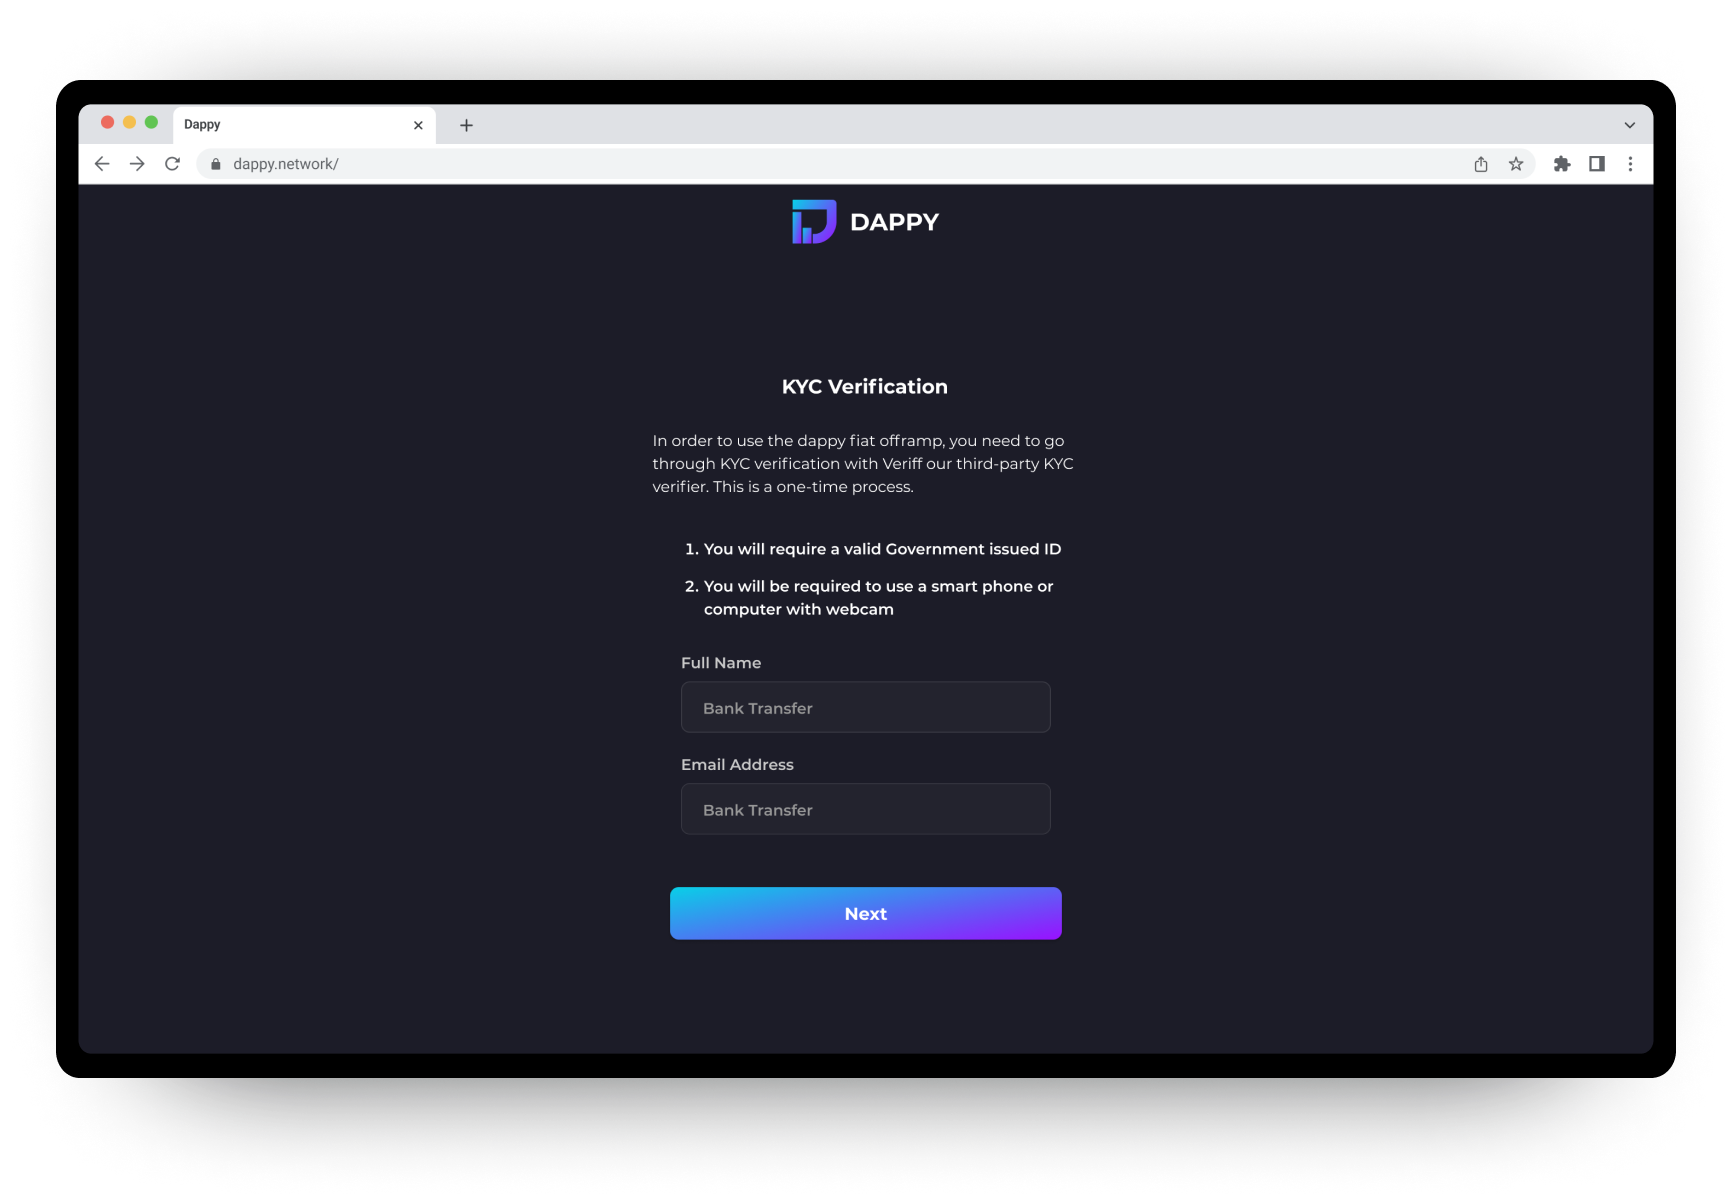 Dappy
dappy.network/
DAPPY
KYC Verification
In order to use the dappy fiat offramp, you need to go
through KYC verification with Veriff our third-party KYC
verifier. This is a one-time process.
1. You will require a valid Government issued ID
2. You will be required to use a smart phone or
computer with webcam
Full Name
Bank Transfer
Email Address
Bank Transfer
Next